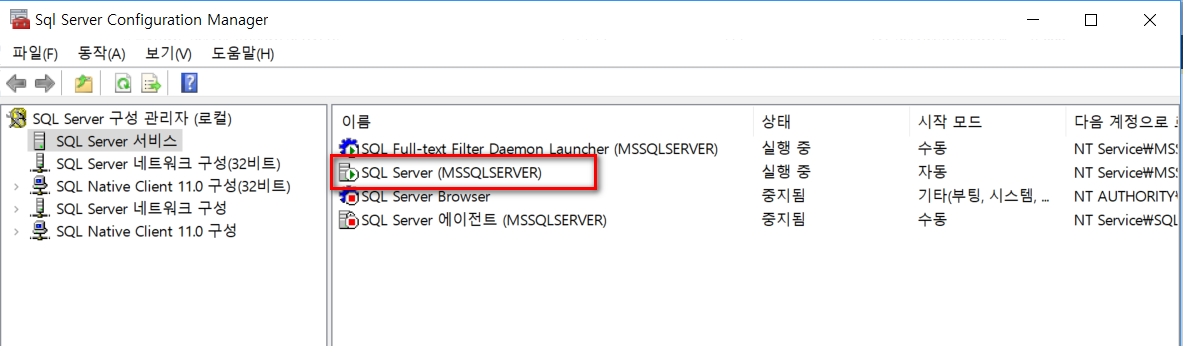 Sql Server Configuration Manager
파일(F) 동작(A) 보기(V) 도움말(H)
SQL Server 구성 관리자 (로컬)
SQL Server 서비스
SQL Server 네트워크 구성(32비트)
SQL Native Client 11.0 구성(32비트)
SQL Server 네트워크 구성
SQL Native Client 11.0 구성
이름 상태 시작 모드 다음 계정으로 로
SQL Full-text Filter Daemon Launcher (MSSQLSERVER) 실행 중 수동 NT Service₩MSS
SQL Server (MSSQLSERVER) 실행 중 자동 NT Service₩MSS
SQL Server Browser 중지됨 기타(부팅, 시스템, ... NT AUTHORITY₩
SQL Server 에이전트 (MSSQLSERVER) 중지됨 수동 NT Service₩SQL